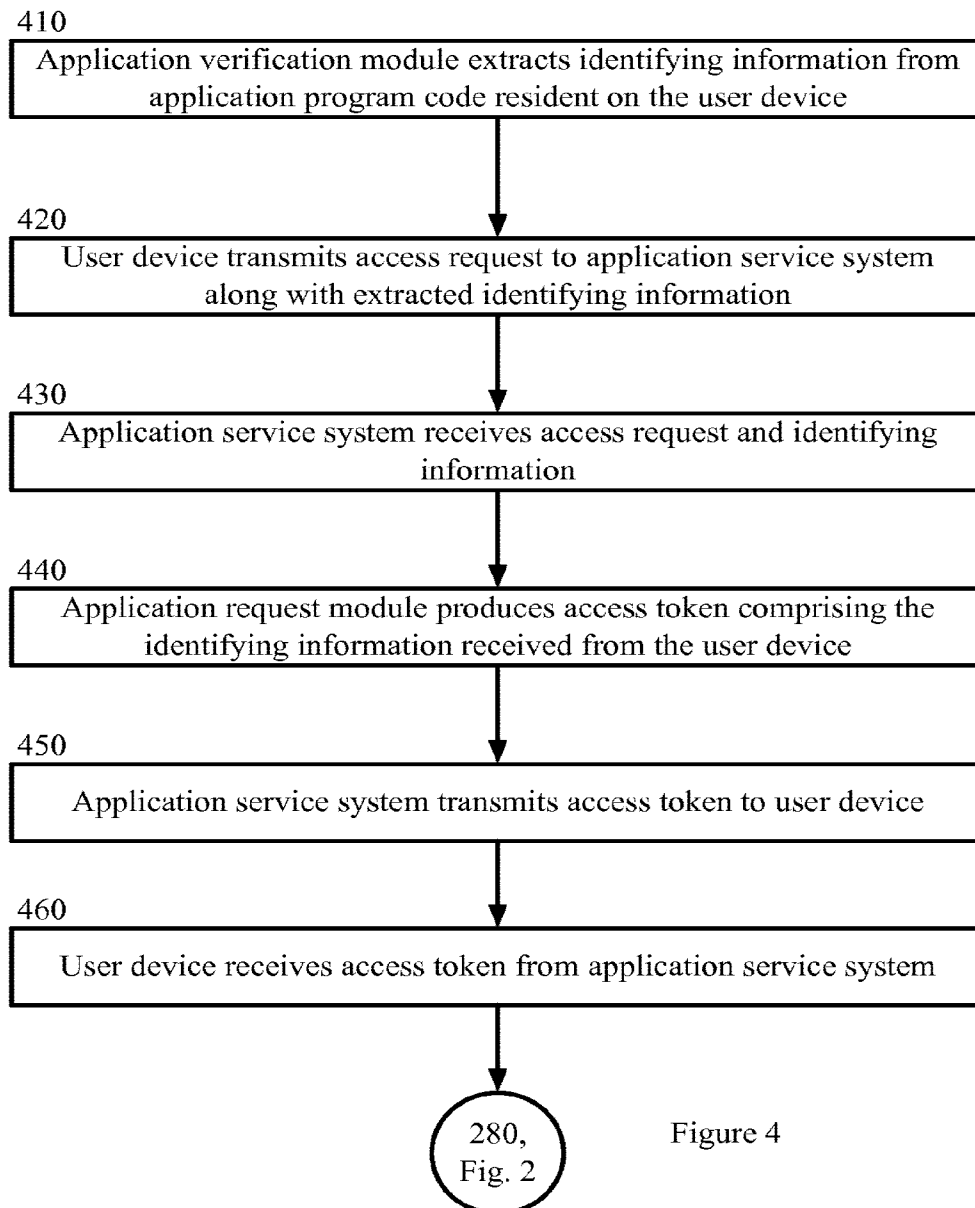 410
Application verification module extracts identifying information from
application program code resident on the user device
420
User device transmits access request to application service system
along with extracted identifying information
430
Application service system receives access request and identifying
information
440
Application request module produces access token comprising the
identifying information received from the user device
450
Application service system transmits access token to user device
460
User device receives access token from application service system
280,
Fig. 2
Figure 4